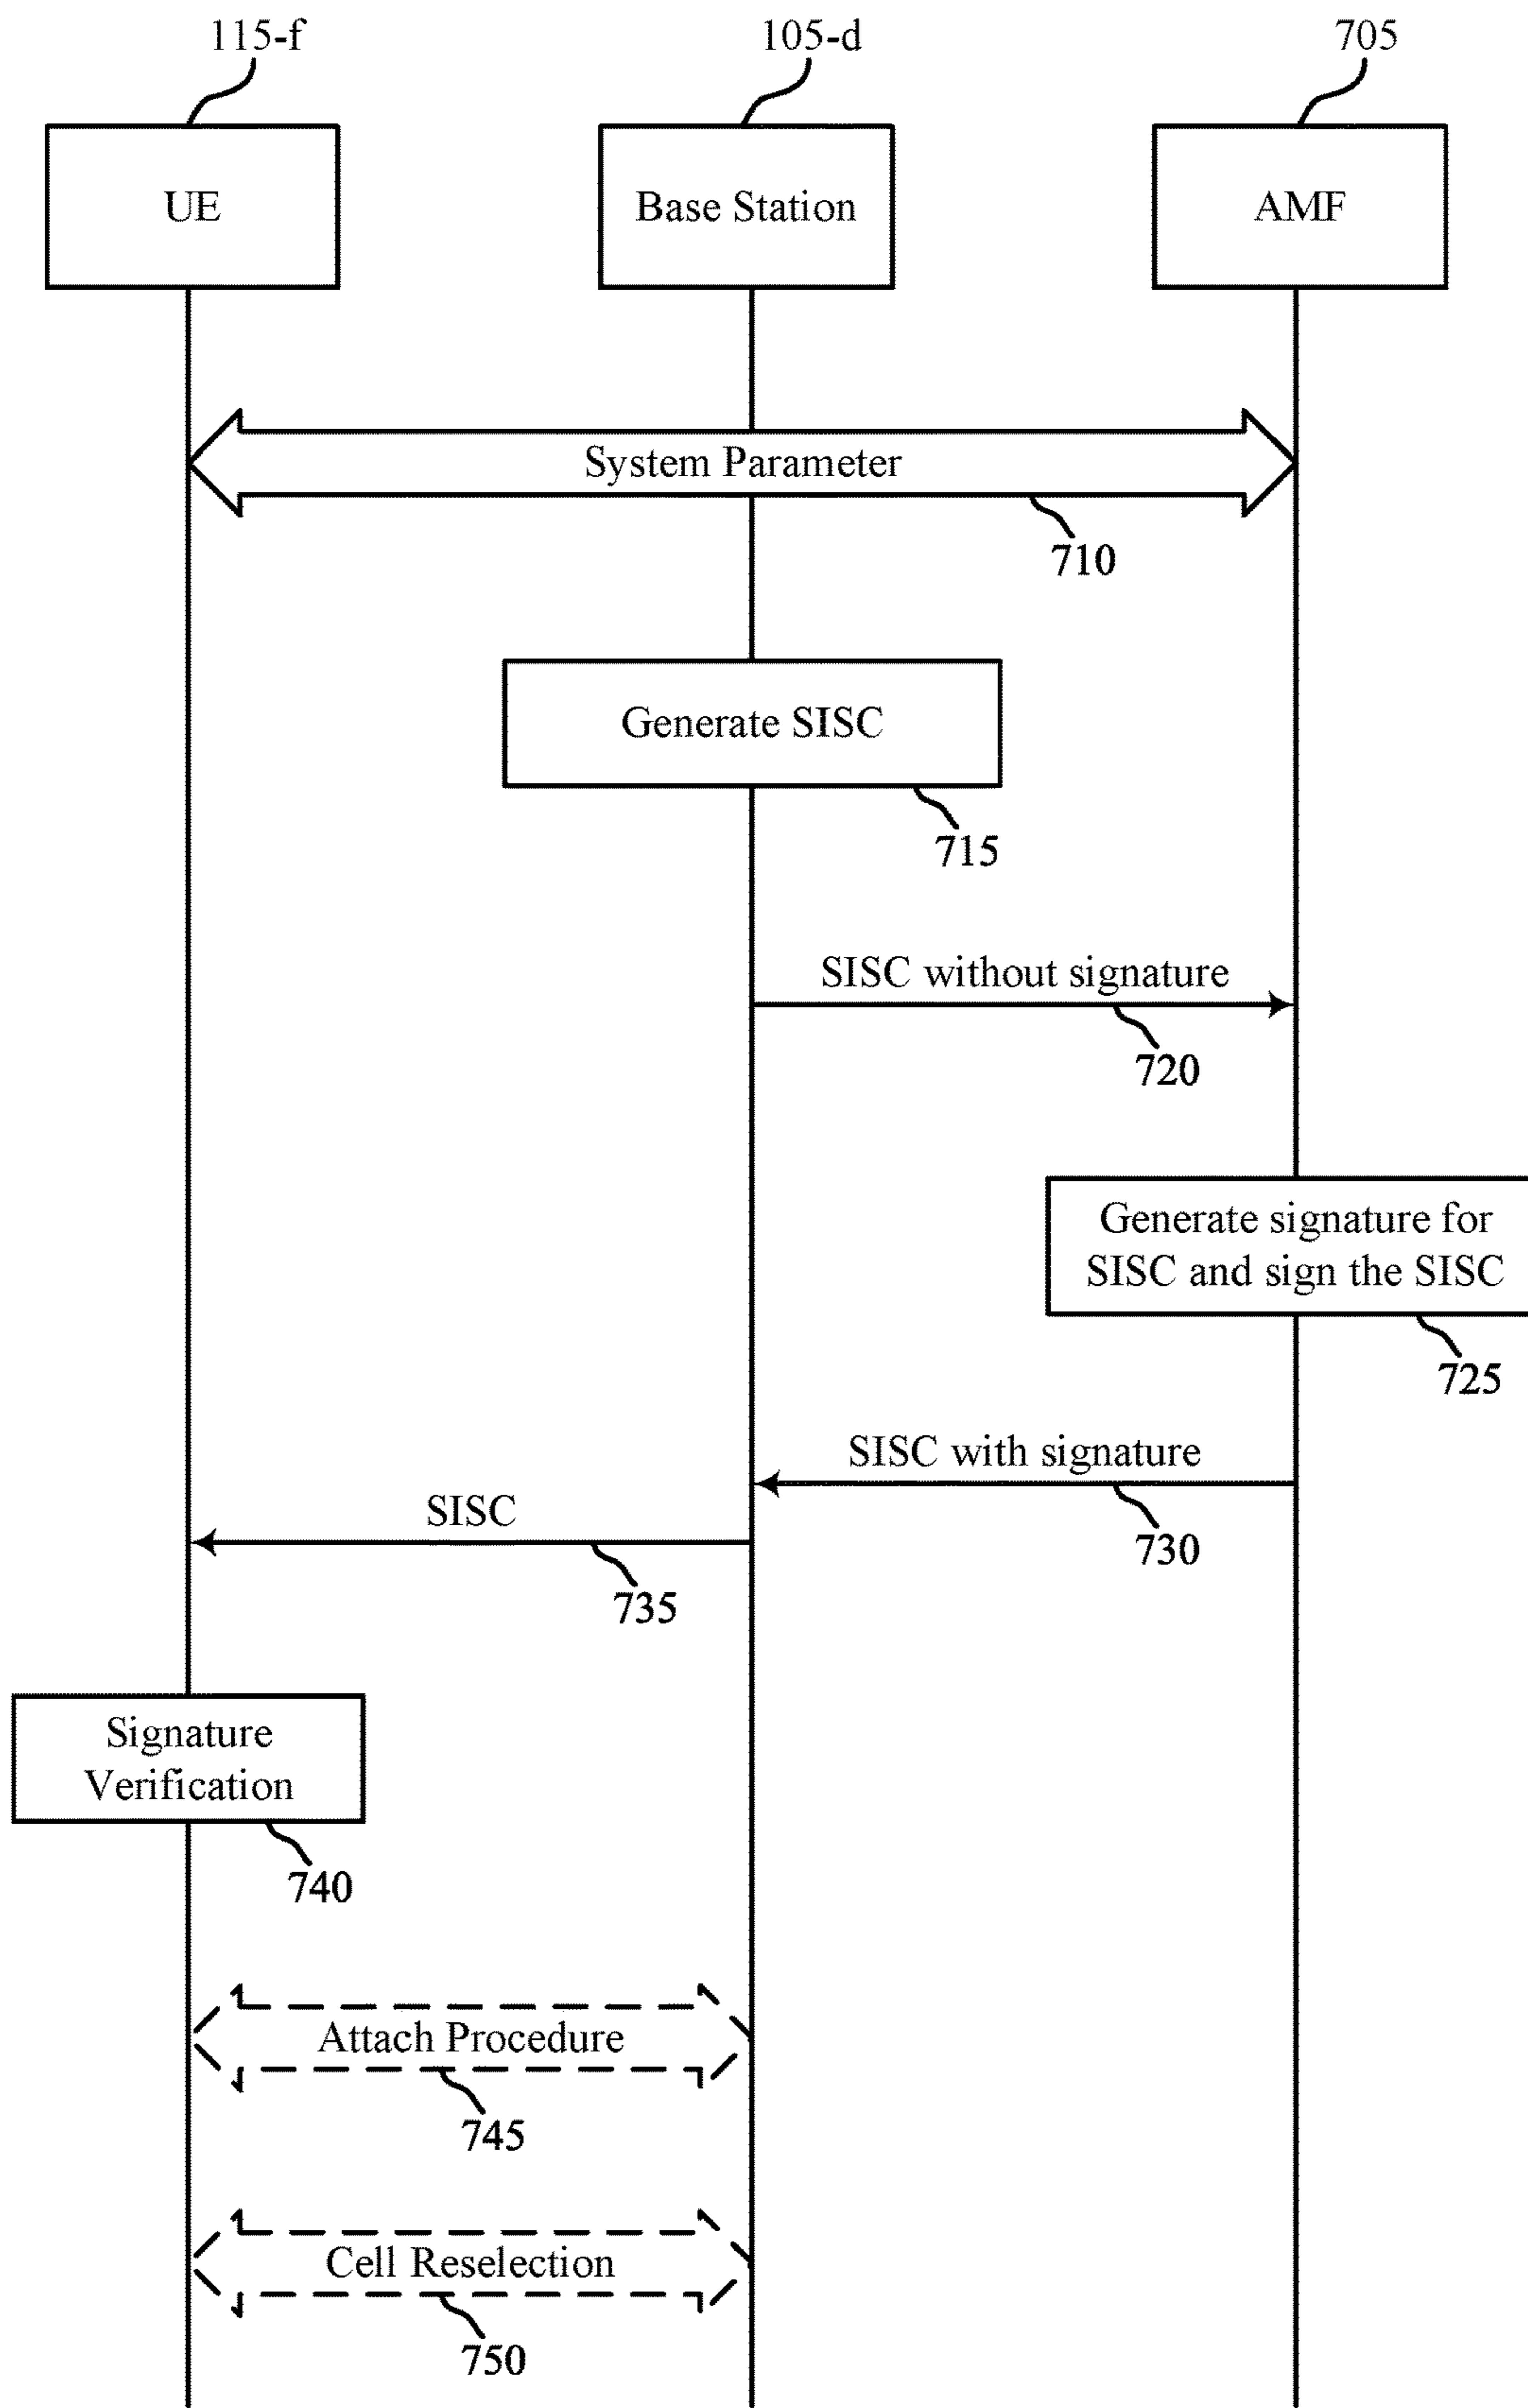 115-f
105-d
705
UE
Base Station
AMF
System Parameter
710
Generate SISC
715
SISC without signature
720
Generate signature for
SISC and sign the SISC
725
SISC with signature
730
SISC
735
Signature
Verification
740
Attach Procedure
745
Cell Reselection
750